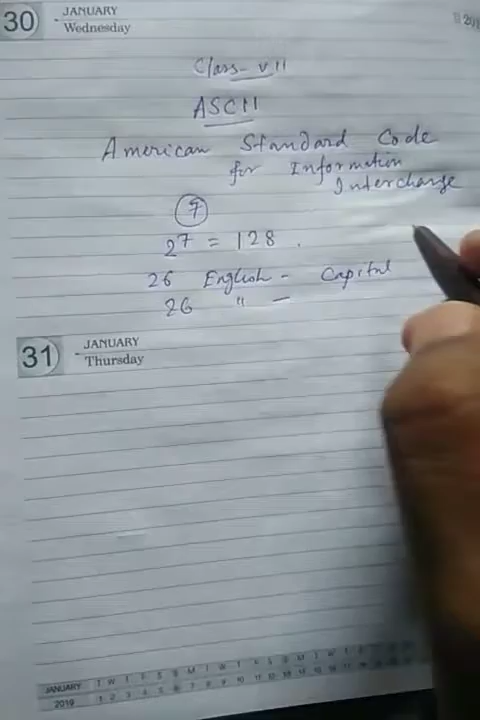 30 - JANUARY
Wednesday
Class - VII
ASCII
American Standard Code
for Information
Interchange
7
2⁷ = 128 .
26 English - Capital
26 " -
31 - JANUARY
Thursday
JANUARY
2019